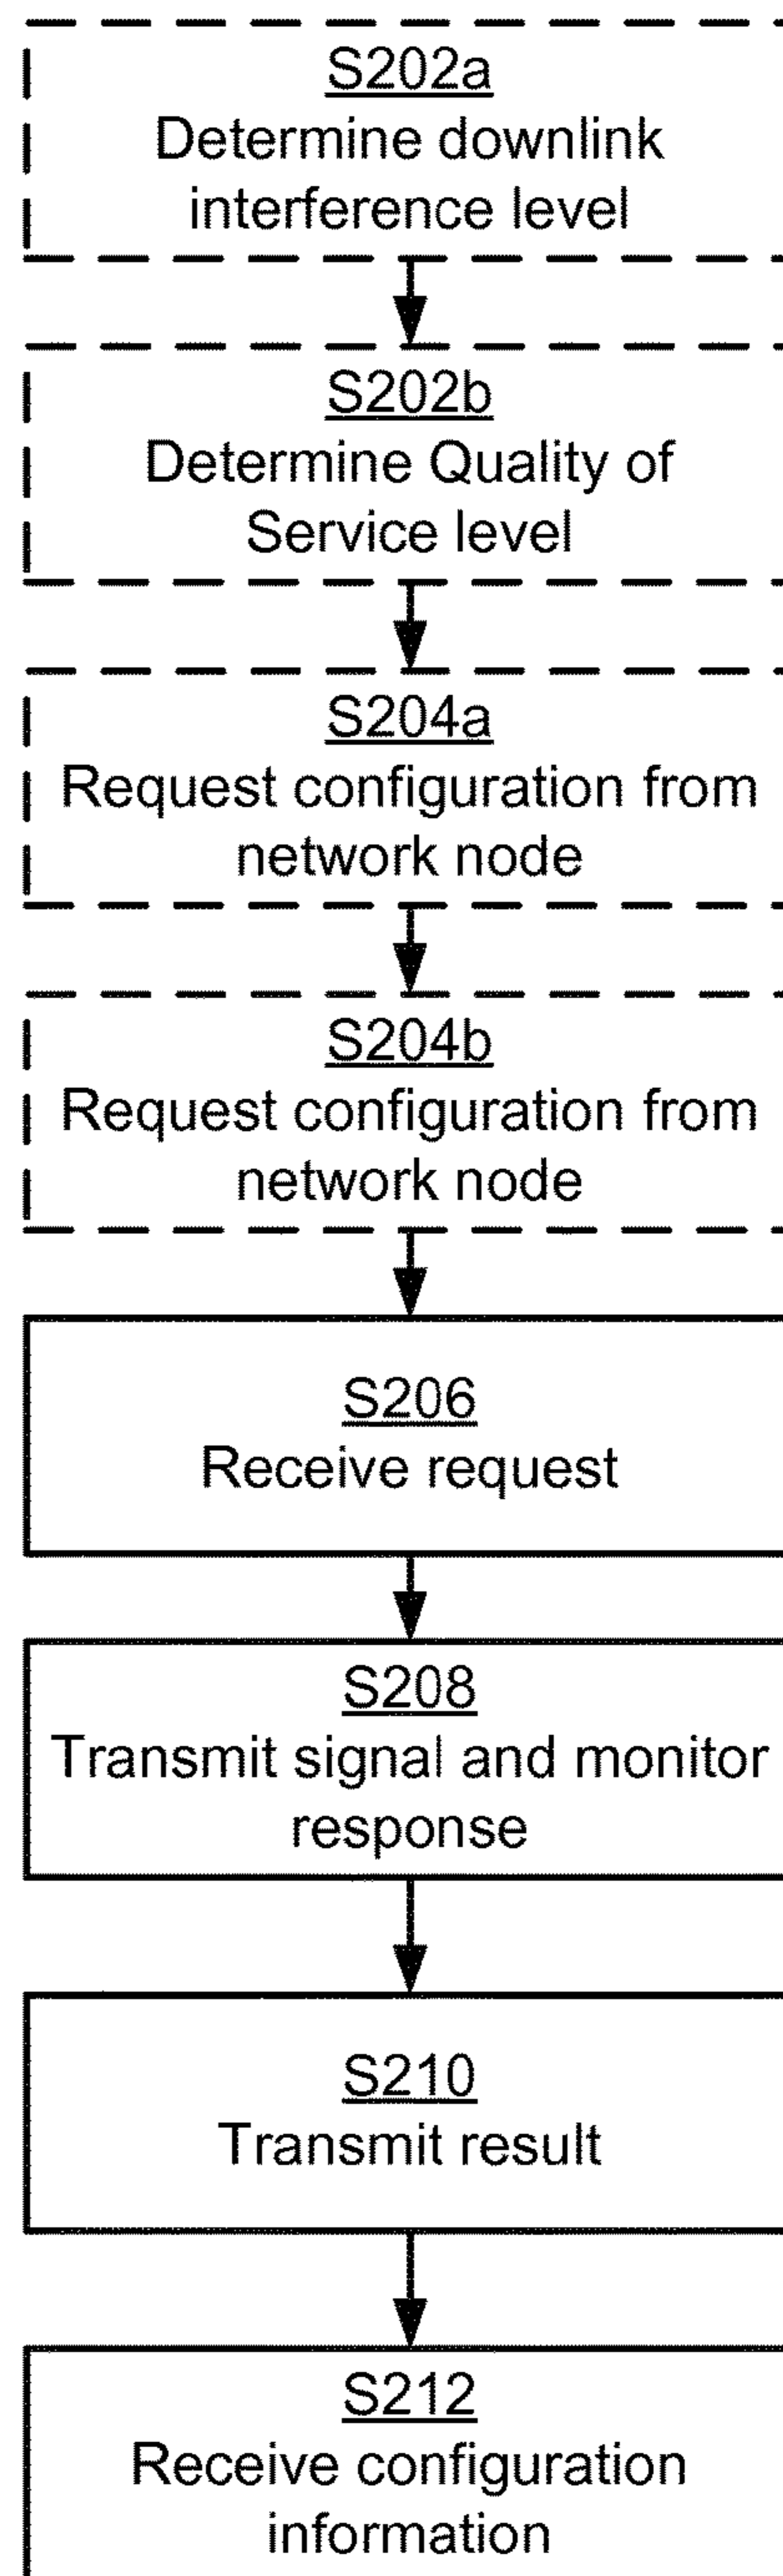 S202a
Determine downlink
interference level
S202b
Determine Quality of
Service level
S204a
Request configuration from
network node
S204b
Request configuration from
network node
S206
Receive request
S208
Transmit signal and monitor
response
S210
Transmit result
S212
Receive configuration
information